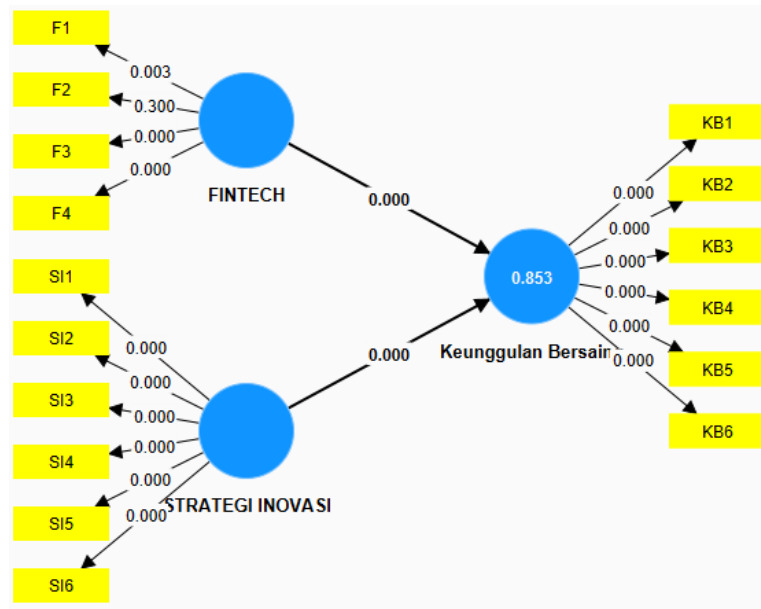 F1
F2
F3
F4
0.003
0.300
0.000
0.000
FINTECH
0.000
SI1
SI2
SI3
SI4
SI5
SI6
0.000
0.000
0.000
0.000
0.000
0.000
STRATEGI INOVASI
0.000
0.853
Keunggulan Bersain
0.000
0.000
0.000
0.000
0.000
0.000
KB1
KB2
KB3
KB4
KB5
KB6